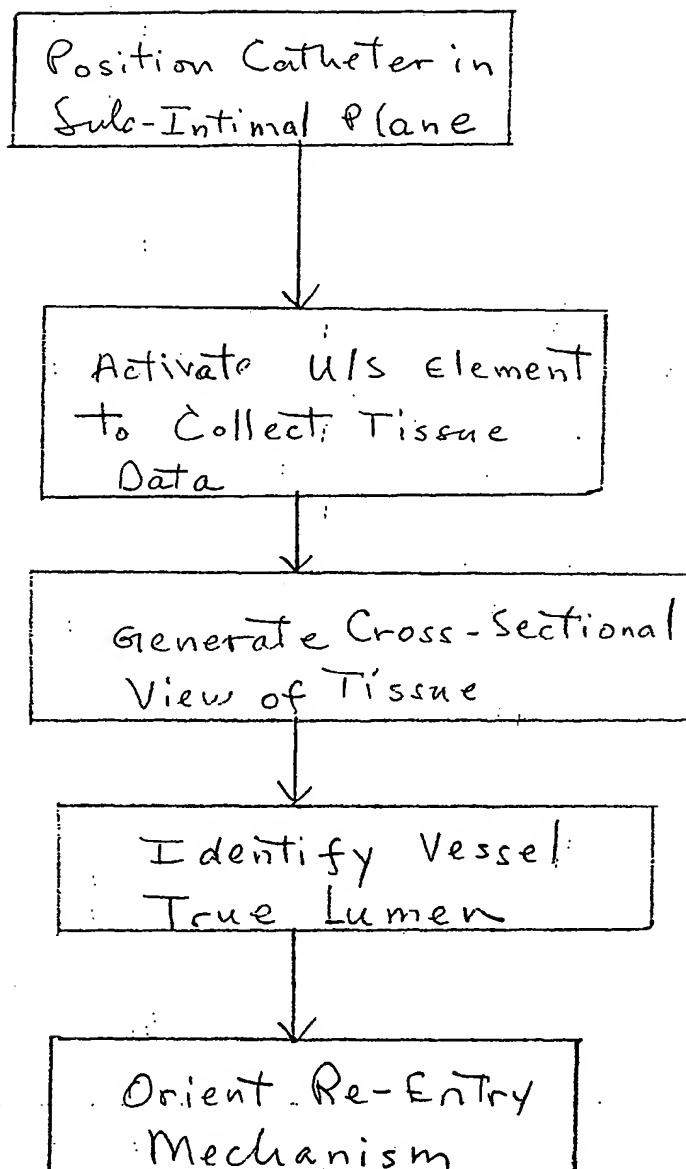 Position Catheter in
Sub-Intimal Plane
Activate U/S Element
to Collect Tissue
Data
Generate Cross-Sectional
View of Tissue
Identify Vessel
True Lumen
Orient Re-Entry
Mechanism